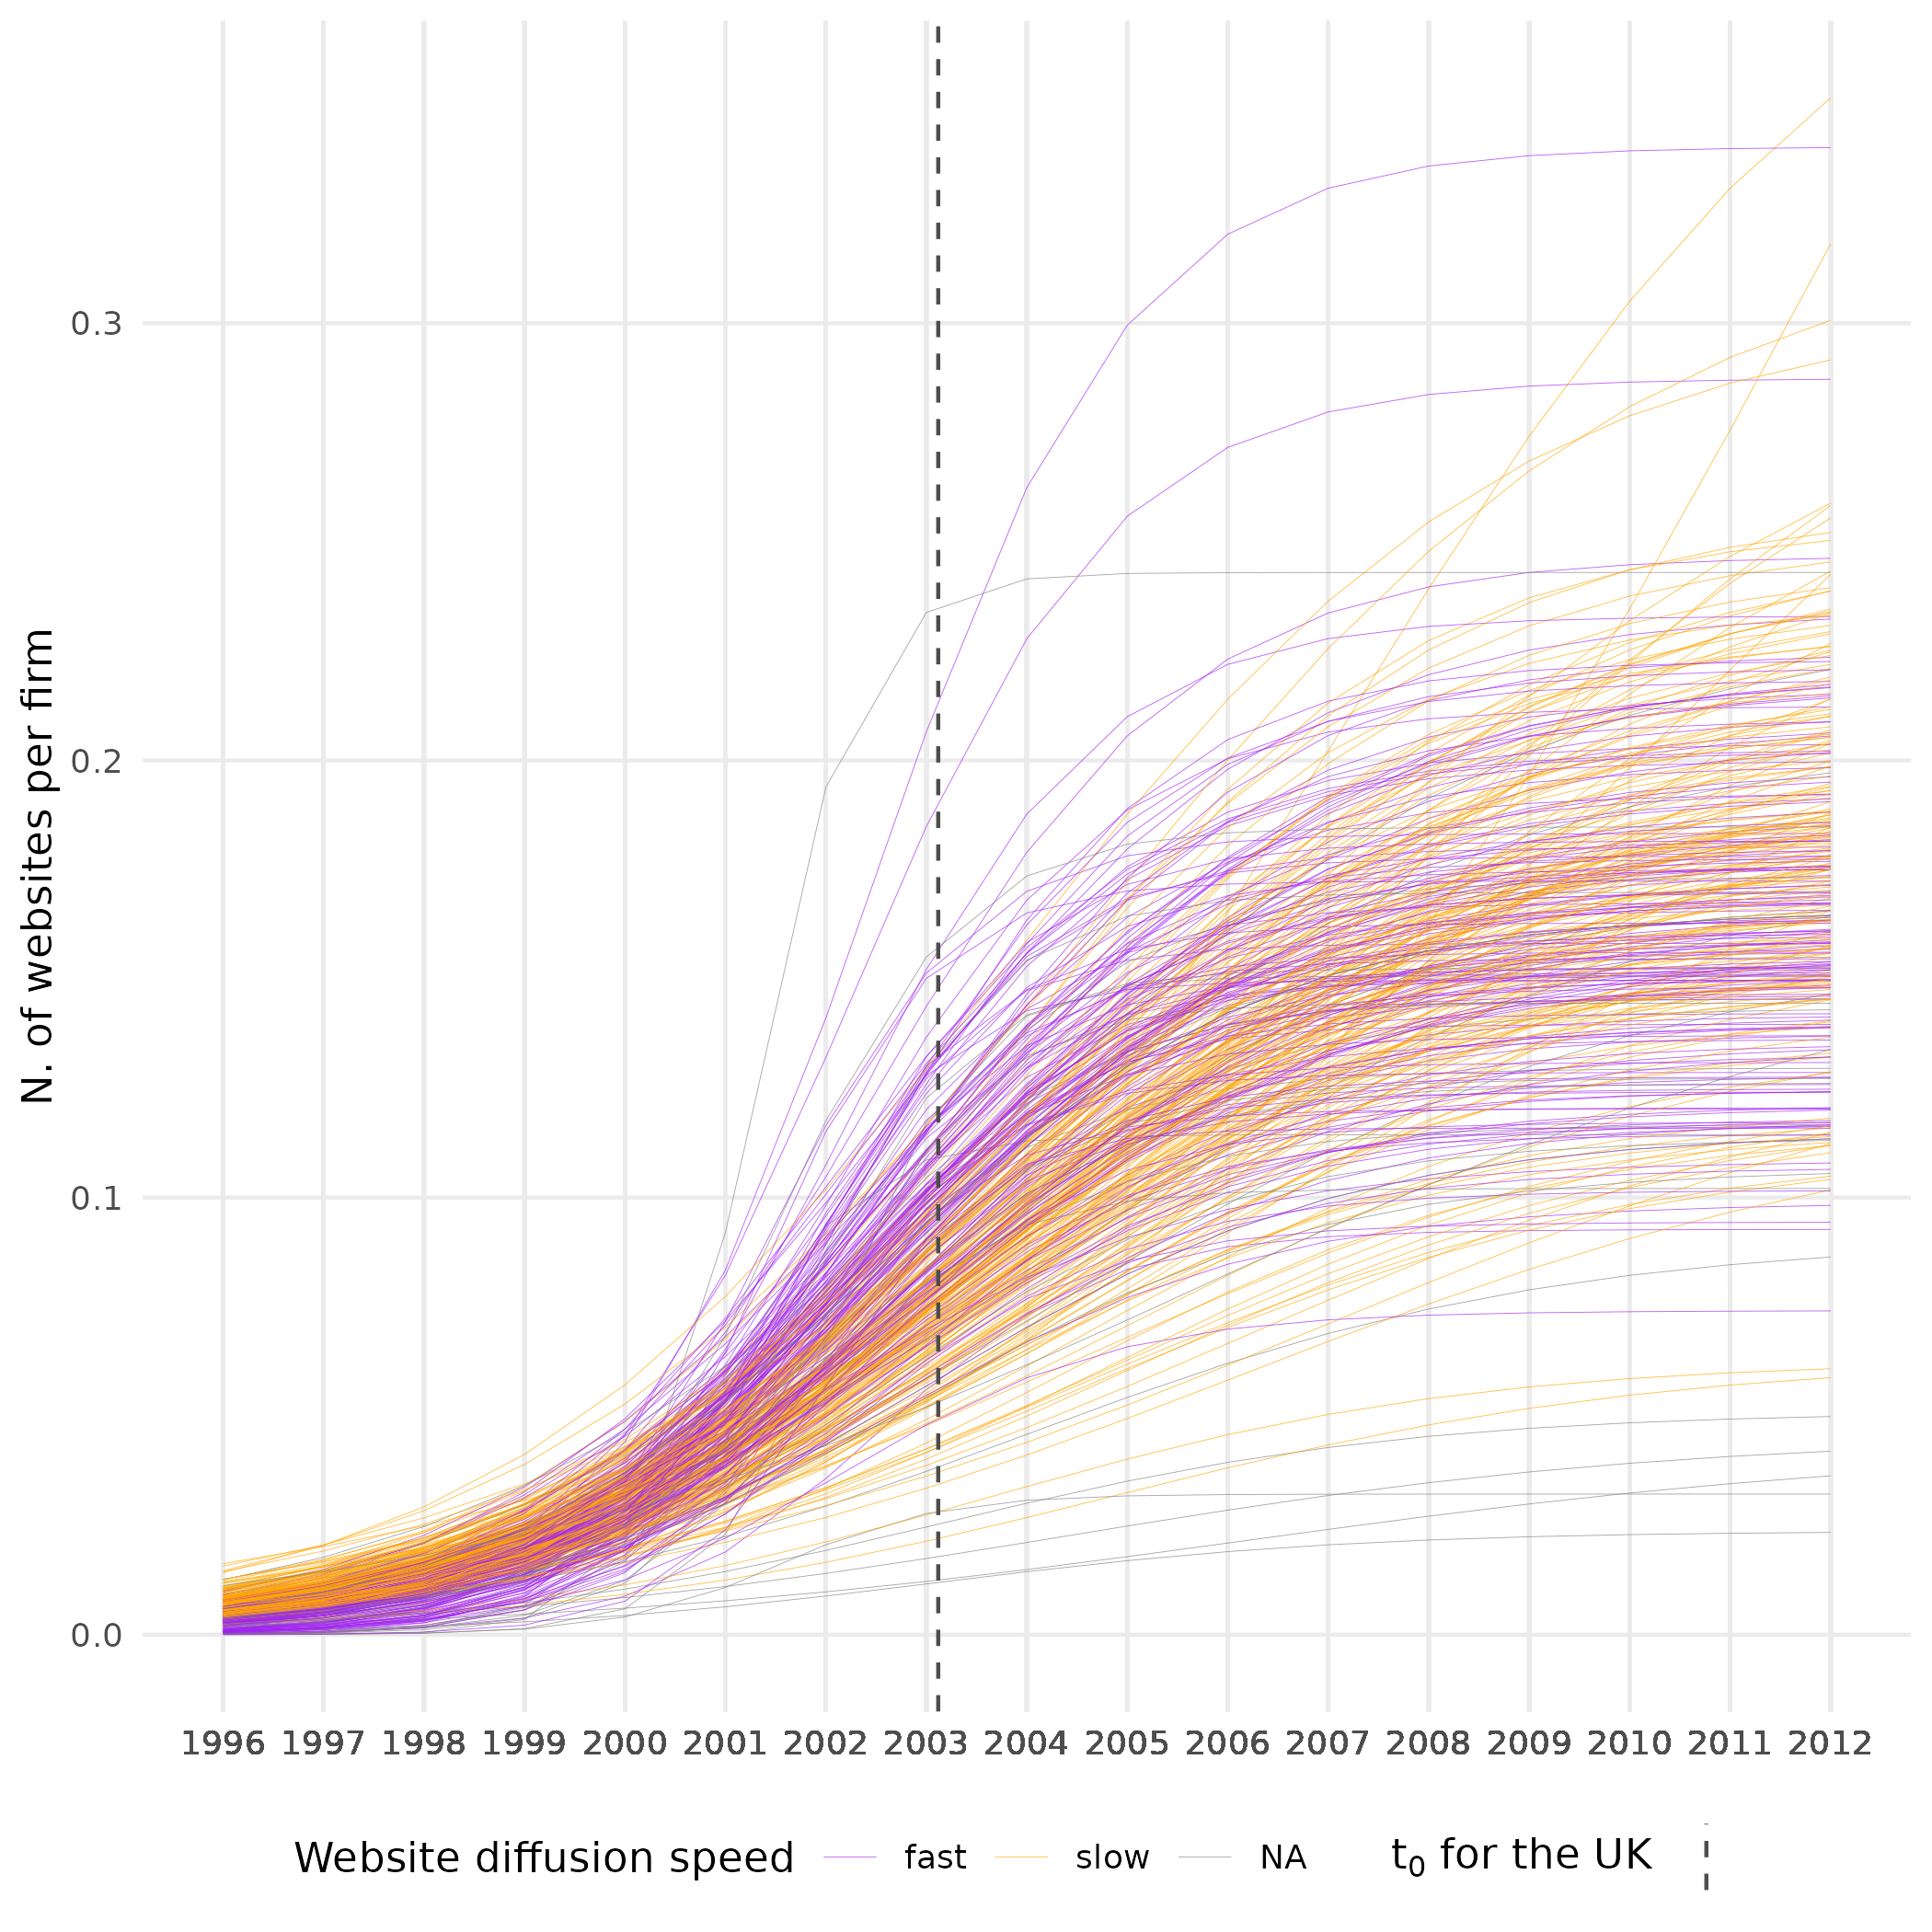 N. of websites per firm
0.3
0.2
0.1
0.0
1996 1997 1998 1999 2000 2001 2002 2003 2004 2005 2006 2007 2008 2009 2010 2011 2012
Website diffusion speed fast slow NA t₀ for the UK